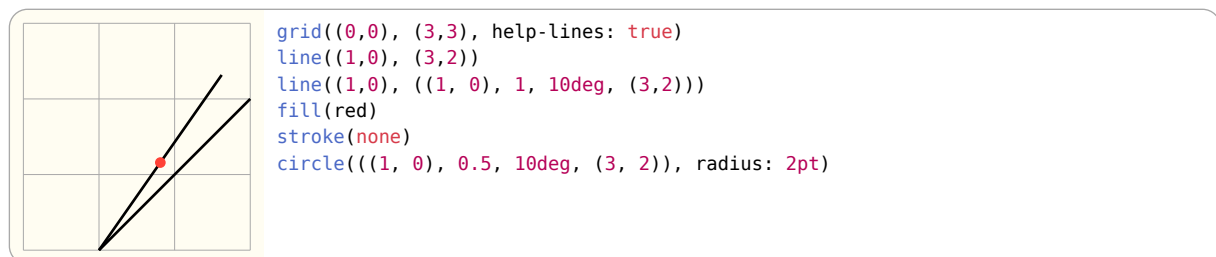 grid((0,0), (3,3), help-lines: true)
line((1,0), (3,2))
line((1,0), ((1, 0), 1, 10deg, (3,2)))
fill(red)
stroke(none)
circle(((1, 0), 0.5, 10deg, (3, 2)), radius: 2pt)